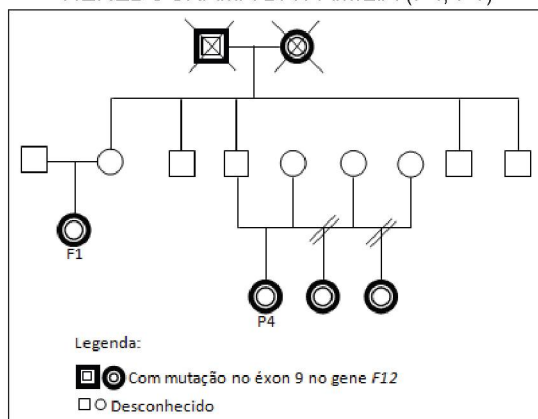 F1
P4
Legenda:
Com mutação no éxon 9 no gene F12
Desconhecido